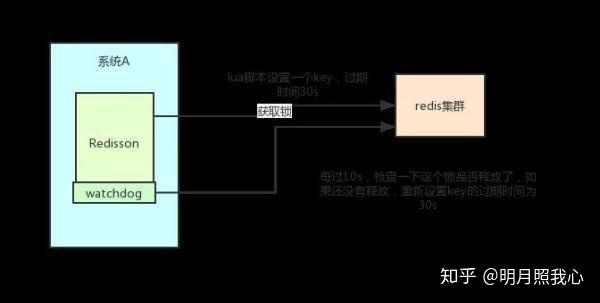 系统A
lua脚本设置一个key，过期
时间30s
获取锁
redis集群
Redisson
watchdog
每过10s，检查一下这个锁是否释放了，如
果还没有释放，重新设置key的过期时间为
30s
知乎 @明月照我心